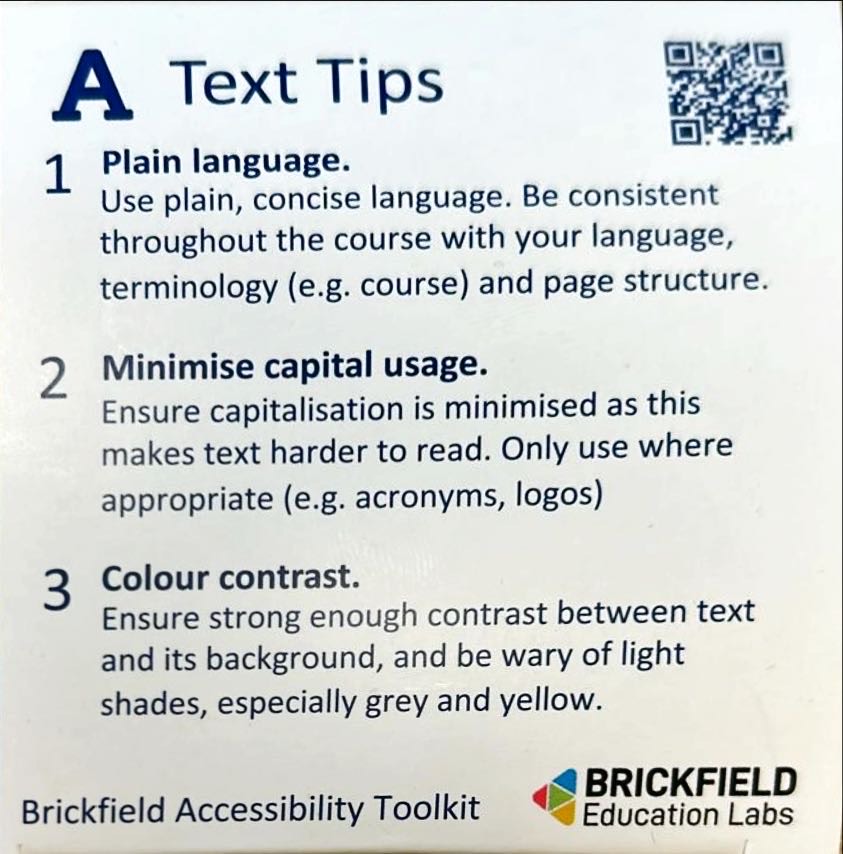 A Text Tips
1 Plain language.
Use plain, concise language. Be consistent
throughout the course with your language,
terminology (e.g. course) and page structure.
2 Minimise capital usage.
Ensure capitalisation is minimised as this
makes text harder to read. Only use where
appropriate (e.g. acronyms, logos)
3 Colour contrast.
Ensure strong enough contrast between text
and its background, and be wary of light
shades, especially grey and yellow.
Brickfield Accessibility Toolkit
BRICKFIELD
Education Labs